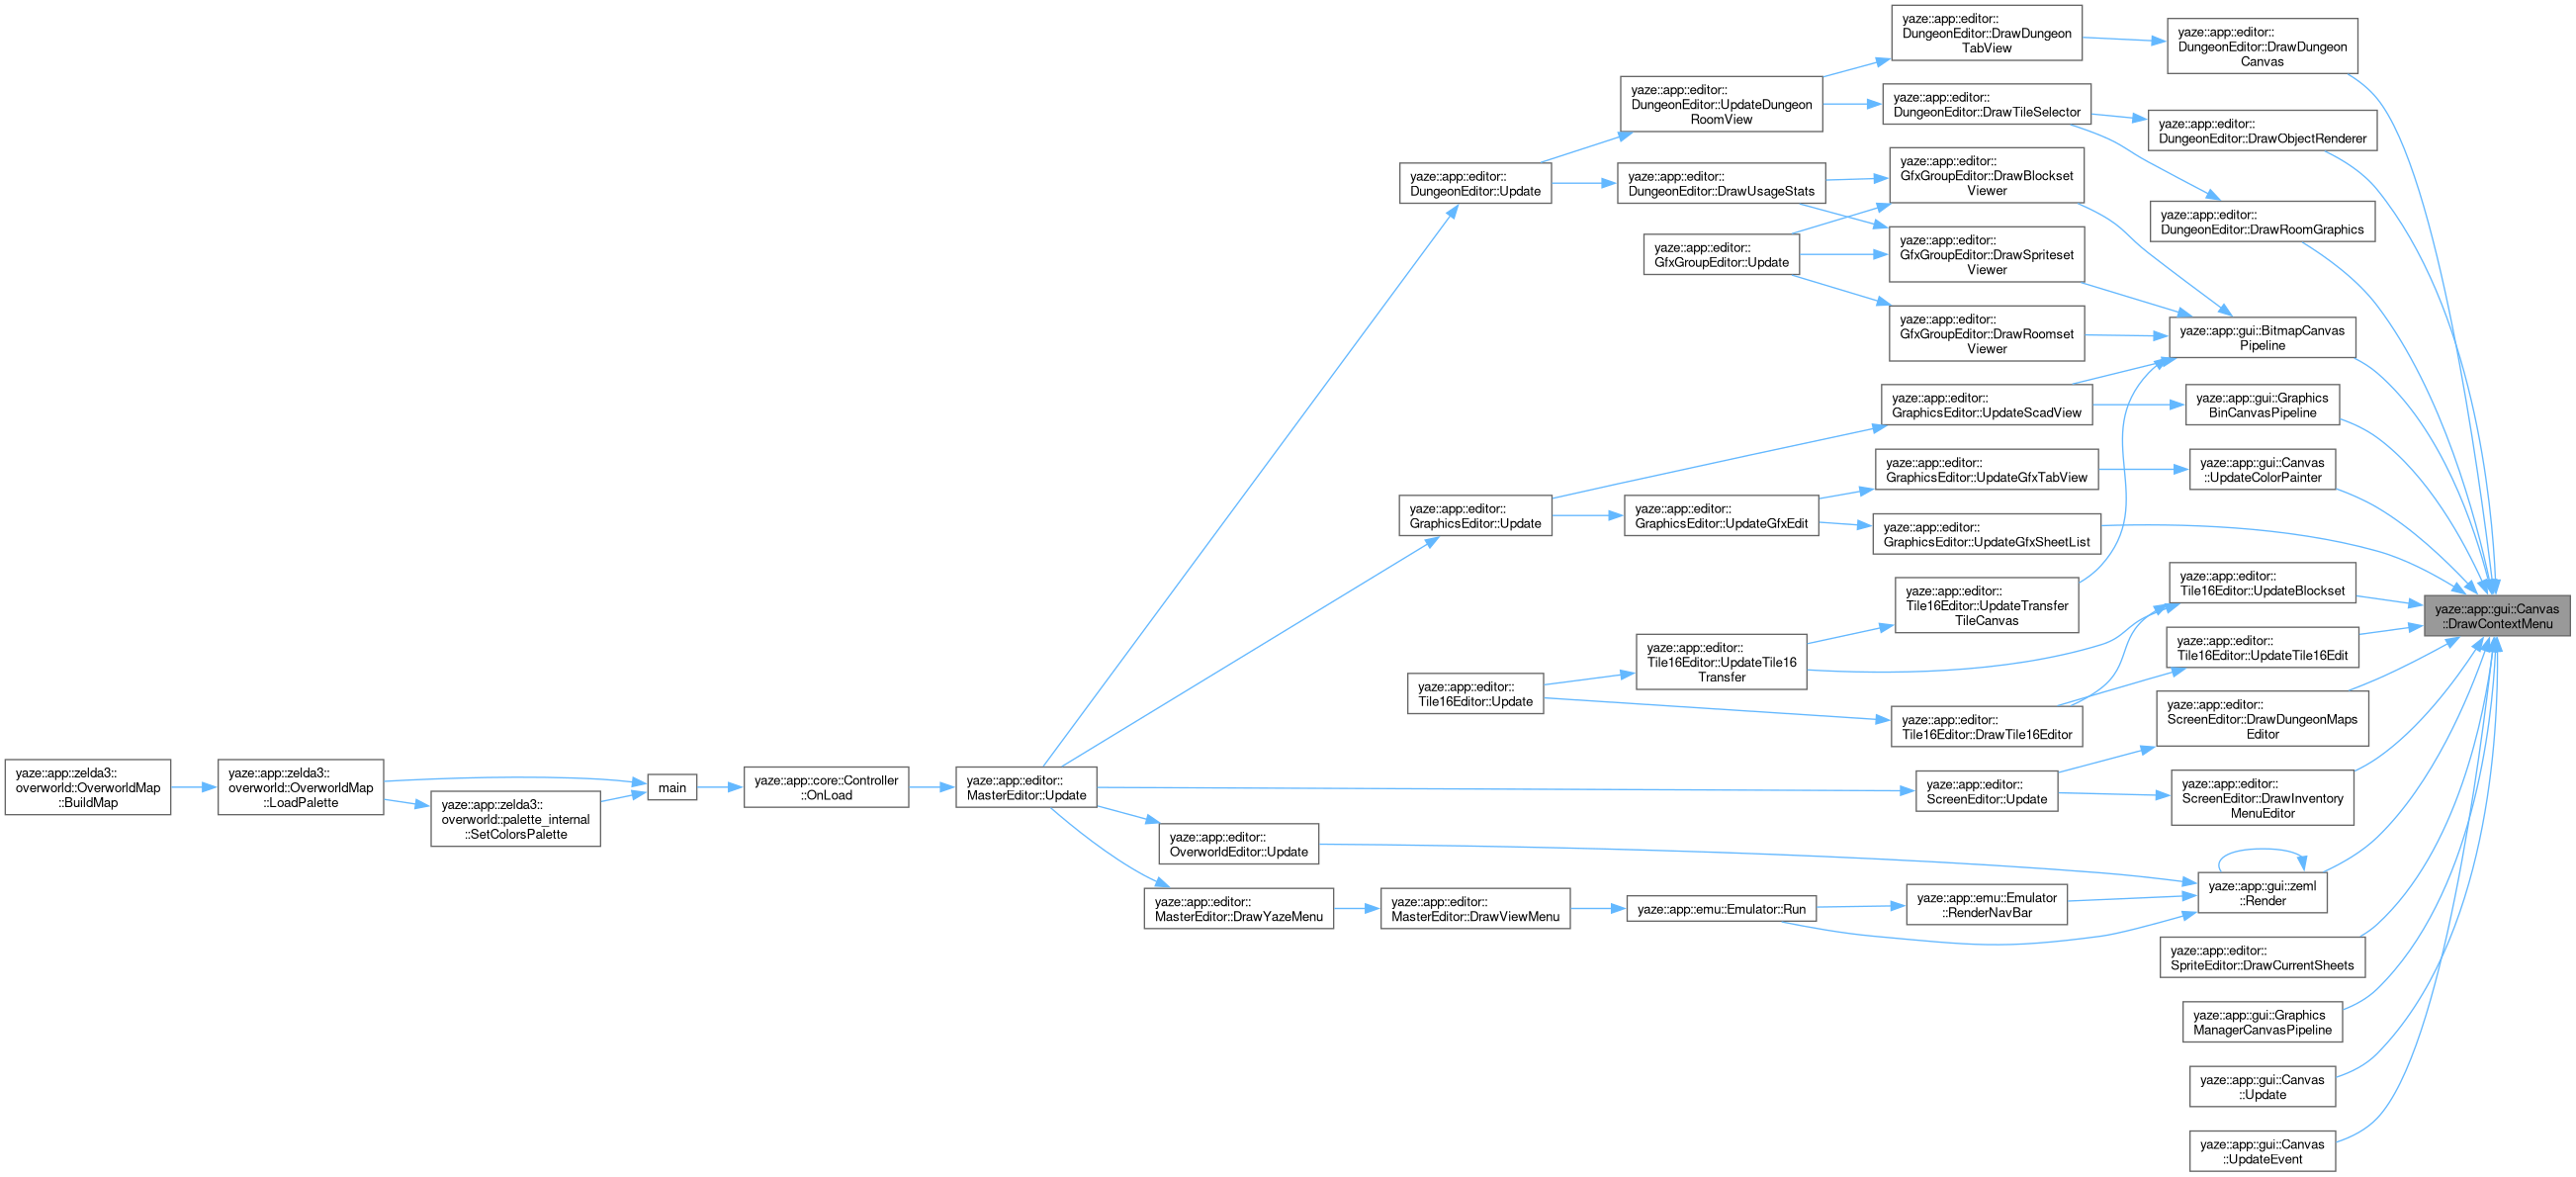 yaze::app::editor::
DungeonEditor::DrawDungeon
TabView
yaze::app::editor::
DungeonEditor::DrawDungeon
Canvas
yaze::app::editor::
DungeonEditor::UpdateDungeon
RoomView
yaze::app::editor::
DungeonEditor::DrawTileSelector
yaze::app::editor::
DungeonEditor::DrawObjectRenderer
yaze::app::editor::
DungeonEditor::Update
yaze::app::editor::
DungeonEditor::DrawUsageStats
yaze::app::editor::
GfxGroupEditor::DrawBlockset
Viewer
yaze::app::editor::
DungeonEditor::DrawRoomGraphics
yaze::app::editor::
GfxGroupEditor::Update
yaze::app::editor::
GfxGroupEditor::DrawSpriteset
Viewer
yaze::app::editor::
GfxGroupEditor::DrawRoomset
Viewer
yaze::app::gui::BitmapCanvas
Pipeline
yaze::app::editor::
GraphicsEditor::UpdateScadView
yaze::app::gui::Graphics
BinCanvasPipeline
yaze::app::editor::
GraphicsEditor::UpdateGfxTabView
yaze::app::gui::Canvas
::UpdateColorPainter
yaze::app::editor::
GraphicsEditor::Update
yaze::app::editor::
GraphicsEditor::UpdateGfxEdit
yaze::app::editor::
GraphicsEditor::UpdateGfxSheetList
yaze::app::editor::
Tile16Editor::UpdateTransfer
TileCanvas
yaze::app::editor::
Tile16Editor::UpdateBlockset
yaze::app::gui::Canvas
::DrawContextMenu
yaze::app::editor::
Tile16Editor::UpdateTile16
Transfer
yaze::app::editor::
Tile16Editor::UpdateTile16Edit
yaze::app::editor::
Tile16Editor::Update
yaze::app::editor::
Tile16Editor::DrawTile16Editor
yaze::app::editor::
ScreenEditor::DrawDungeonMaps
Editor
yaze::app::zelda3::
overworld::OverworldMap
::BuildMap
yaze::app::zelda3::
overworld::OverworldMap
::LoadPalette
yaze::app::zelda3::
overworld::palette_internal
::SetColorsPalette
main
yaze::app::core::Controller
::OnLoad
yaze::app::editor::
MasterEditor::Update
yaze::app::editor::
ScreenEditor::Update
yaze::app::editor::
ScreenEditor::DrawInventory
MenuEditor
yaze::app::editor::
OverworldEditor::Update
yaze::app::editor::
MasterEditor::DrawYazeMenu
yaze::app::editor::
MasterEditor::DrawViewMenu
yaze::app::emu::Emulator::Run
yaze::app::emu::Emulator
::RenderNavBar
yaze::app::gui::zeml
::Render
yaze::app::editor::
SpriteEditor::DrawCurrentSheets
yaze::app::gui::Graphics
ManagerCanvasPipeline
yaze::app::gui::Canvas
::Update
yaze::app::gui::Canvas
::UpdateEvent